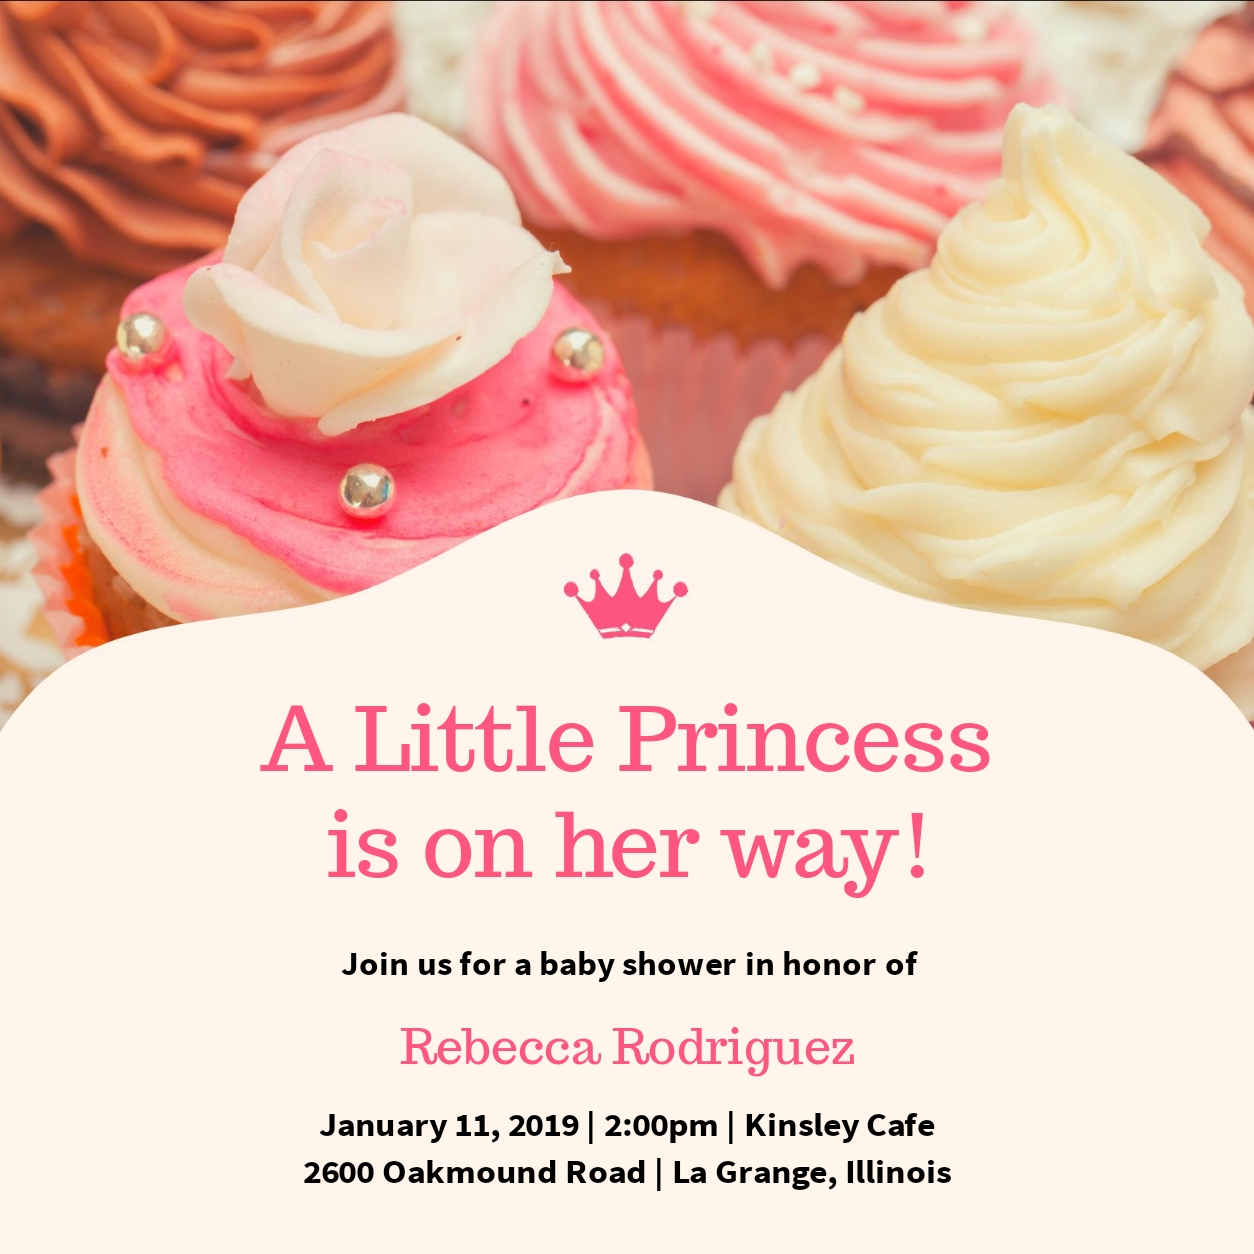 A Little Princess
is on her way!
Join us for a baby shower in honor of
Rebecca Rodriguez
January 11, 2019 | 2:00pm | Kinsley Cafe
2600 Oakmound Road | La Grange, Illinois